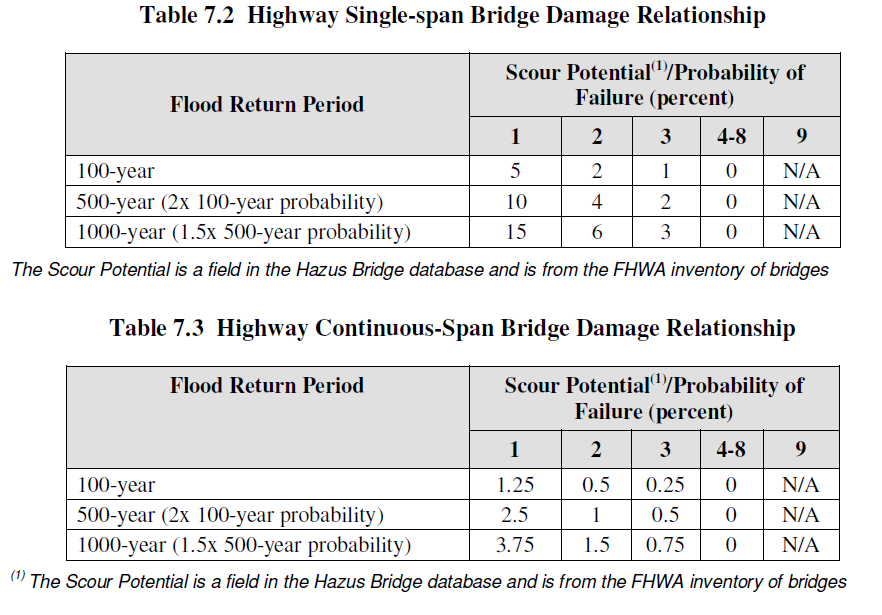 Table 7.2 Highway Single-span Bridge Damage Relationship
Flood Return Period
Scour Potential(1)/Probability of
Failure (percent)
1 2 3 4-8 9
100-year 5 2 1 0 N/A
500-year (2x 100-year probability) 10 4 2 0 N/A
1000-year (1.5x 500-year probability) 15 6 3 0 N/A
The Scour Potential is a field in the Hazus Bridge database and is from the FHWA inventory of bridges
Table 7.3 Highway Continuous-Span Bridge Damage Relationship
Flood Return Period
Scour Potential(1)/Probability of
Failure (percent)
1 2 3 4-8 9
100-year 1.25 0.5 0.25 0 N/A
500-year (2x 100-year probability) 2.5 1 0.5 0 N/A
1000-year (1.5x 500-year probability) 3.75 1.5 0.75 0 N/A
(1) The Scour Potential is a field in the Hazus Bridge database and is from the FHWA inventory of bridges